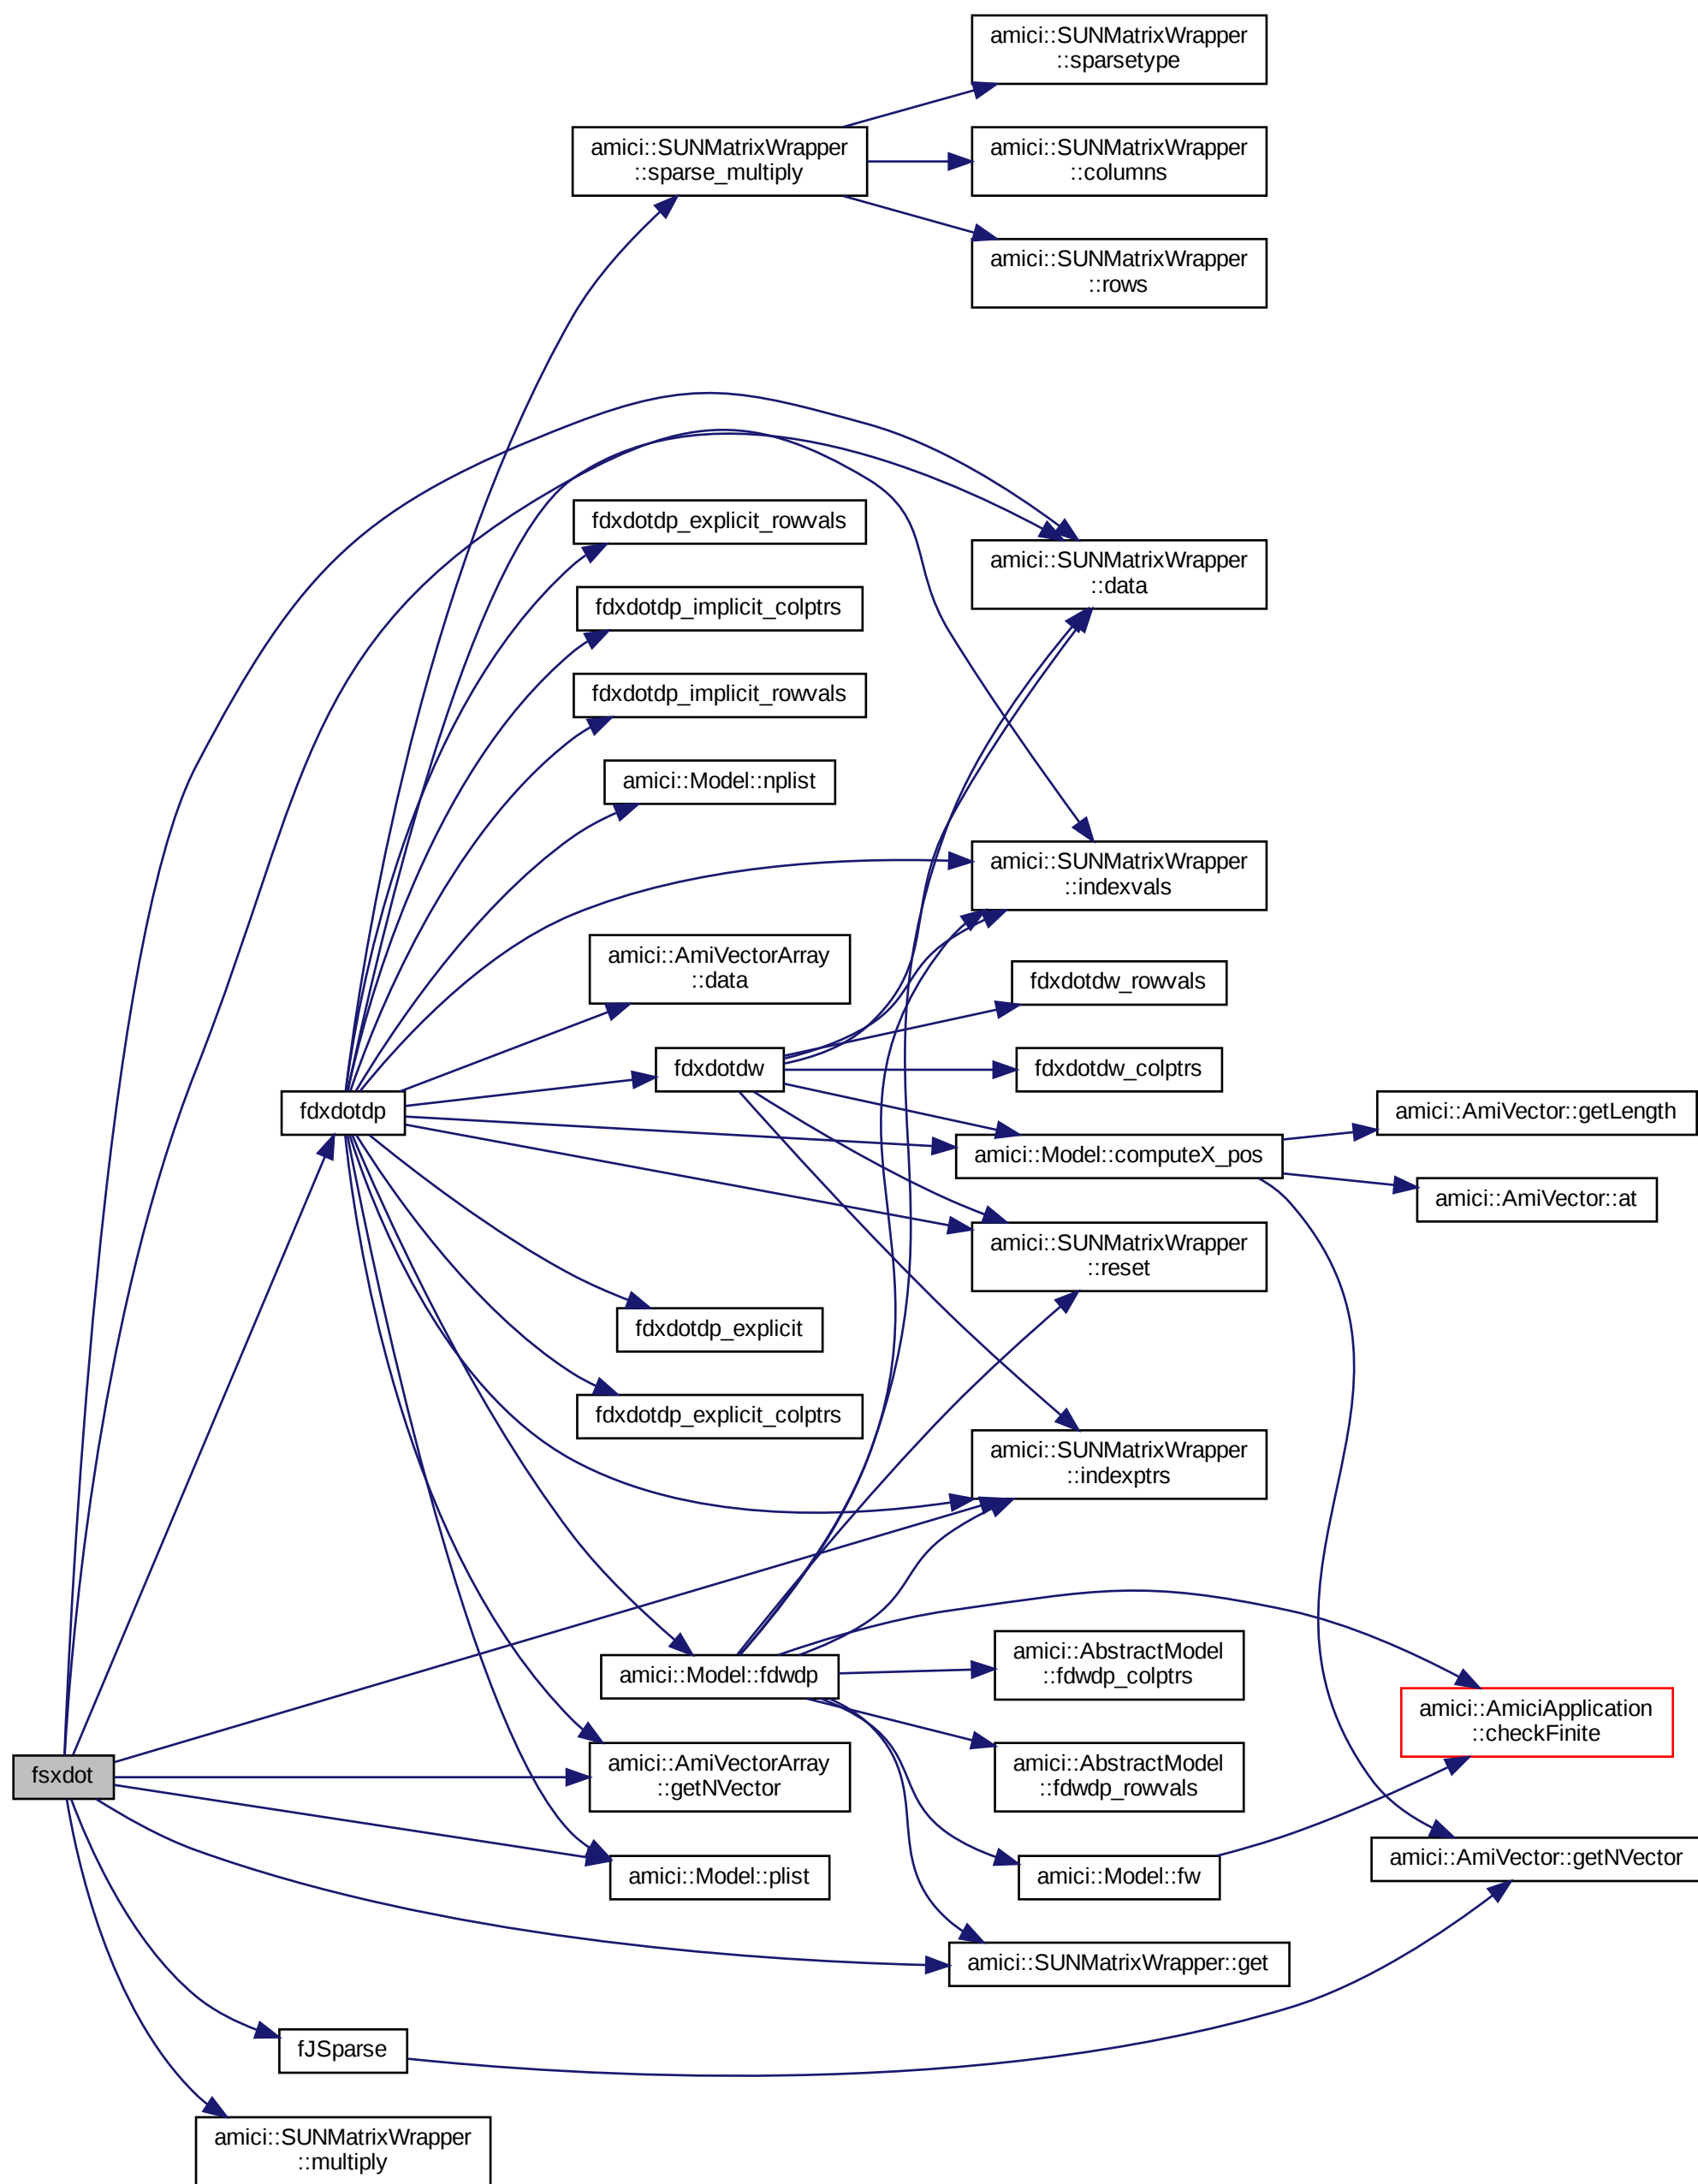 amici::SUNMatrixWrapper
::sparsetype
amici::SUNMatrixWrapper
::sparse_multiply
amici::SUNMatrixWrapper
::columns
amici::SUNMatrixWrapper
::rows
fdxdotdp_explicit_rowvals
amici::SUNMatrixWrapper
::data
fdxdotdp_implicit_colptrs
fdxdotdp_implicit_rowvals
amici::Model::nplist
amici::SUNMatrixWrapper
::indexvals
amici::AmiVectorArray
::data
fdxdotdw_rowvals
fdxdotdw
fdxdotdw_colptrs
fdxdotdp
amici::AmiVector::getLength
amici::Model::computeX_pos
amici::AmiVector::at
amici::SUNMatrixWrapper
::reset
fdxdotdp_explicit
fdxdotdp_explicit_colptrs
amici::SUNMatrixWrapper
::indexptrs
amici::Model::fdwdp
amici::AbstractModel
::fdwdp_colptrs
amici::AmiciApplication
::checkFinite
fsxdot
amici::AmiVectorArray
::getNVector
amici::AbstractModel
::fdwdp_rowvals
amici::Model::plist
amici::Model::fw
amici::AmiVector::getNVector
amici::SUNMatrixWrapper::get
fJSparse
amici::SUNMatrixWrapper
::multiply